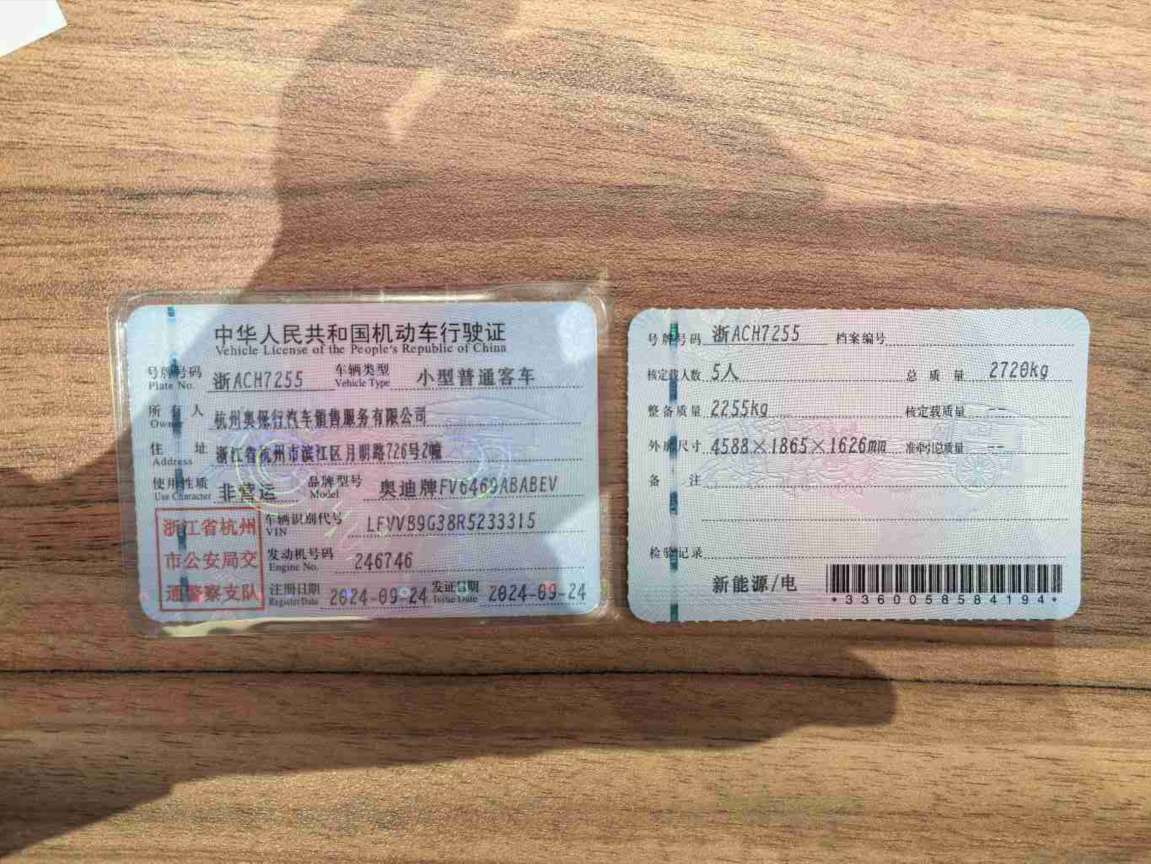 中华人民共和国机动车行驶证
Vehicle License of the People's Republic of China
号牌号码 浙ACH7255 车辆类型 小型普通客车
Plate No. Vehicle Type
所有人 杭州奥保行汽车销售服务有限公司
Owner
住址 浙江省杭州市滨江区月明路726号2幢
Address
使用性质 非营运 品牌型号 奥迪牌FV6469ABABEV
Use Character Model
浙江省杭州
市公安局交
通警察支队
车辆识别代号 LFVVB9G38R5233315
VIN
发动机号码 246746
Engine No.
注册日期 2024-09-24 发证日期 2024-09-24
Register Date Issue Date
号牌号码 浙ACH7255 档案编号
核定载人数 5人 总质量 2720kg
整备质量 2255kg 核定载质量 --
外廓尺寸 4588×1865×1626mm 准牵引总质量 --
备注
检验记录
新能源/电
*3360058584194*